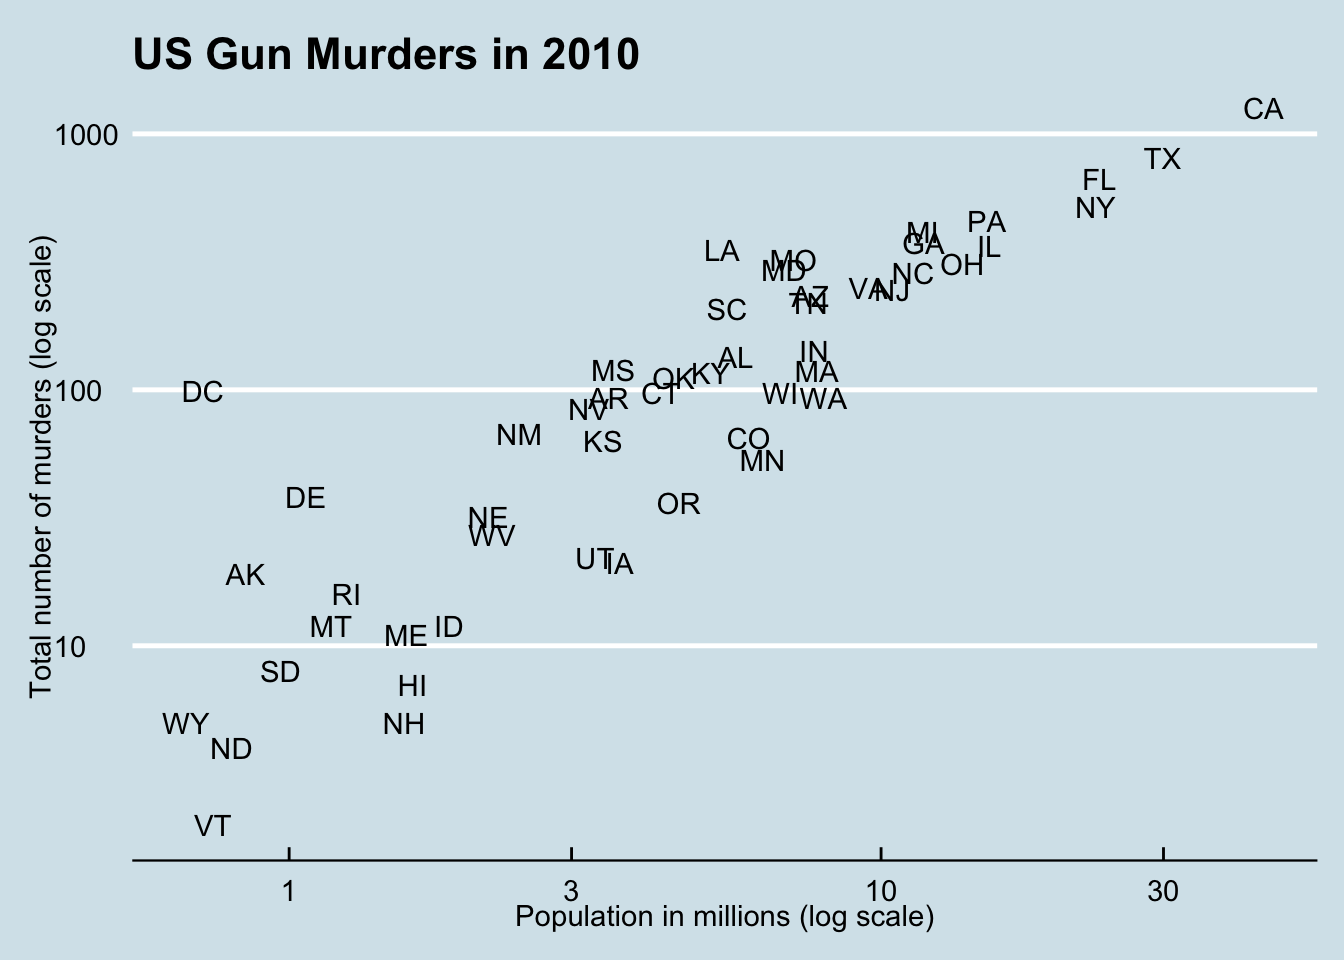 US Gun Murders in 2010
CA
1000
TX
FL
NY
PA
MI
GA
IL
LA
MO
OH
MD
NC
VA
NJ
AZ
TN
SC
IN
AL
MS
MA
KY
OK
DC
100
AR
CT
WI
WA
NV
NM
KS
CO
MN
DE
OR
NE
WV
UT
IA
AK
RI
MT
ID
ME
10
SD
HI
WY
NH
ND
VT
Total number of murders (log scale)
1 3 10 30
Population in millions (log scale)